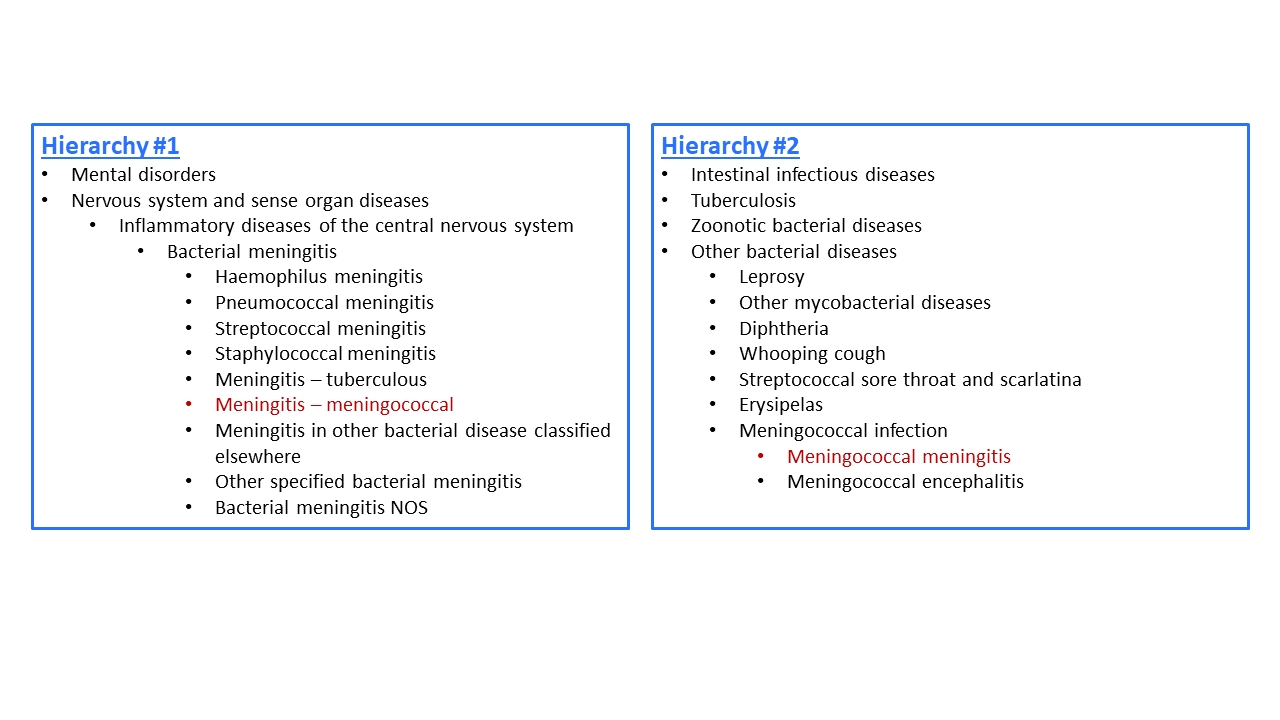 Hierarchy #1
• Mental disorders
• Nervous system and sense organ diseases
• Inflammatory diseases of the central nervous system
• Bacterial meningitis
• Haemophilus meningitis
• Pneumococcal meningitis
• Streptococcal meningitis
• Staphylococcal meningitis
• Meningitis – tuberculous
• Meningitis – meningococcal
• Meningitis in other bacterial disease classified
elsewhere
• Other specified bacterial meningitis
• Bacterial meningitis NOS
Hierarchy #2
• Intestinal infectious diseases
• Tuberculosis
• Zoonotic bacterial diseases
• Other bacterial diseases
• Leprosy
• Other mycobacterial diseases
• Diphtheria
• Whooping cough
• Streptococcal sore throat and scarlatina
• Erysipelas
• Meningococcal infection
• Meningococcal meningitis
• Meningococcal encephalitis